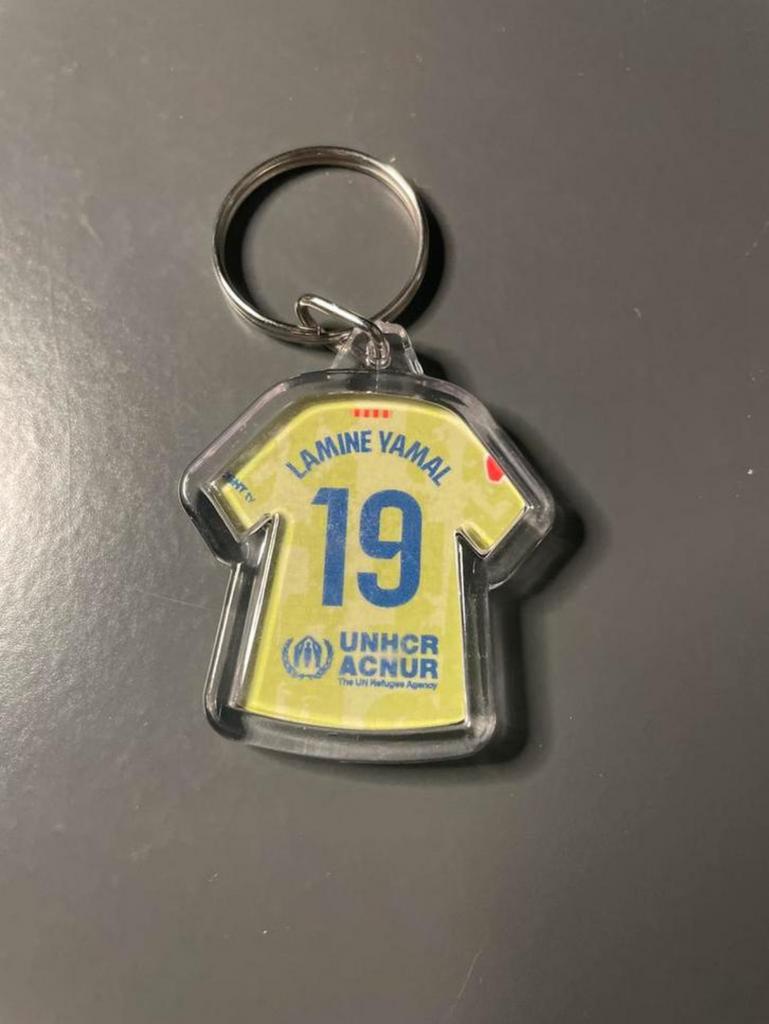 LAMINE YAMAL
19
UNHCR
ACNUR
The UN Refugee Agency